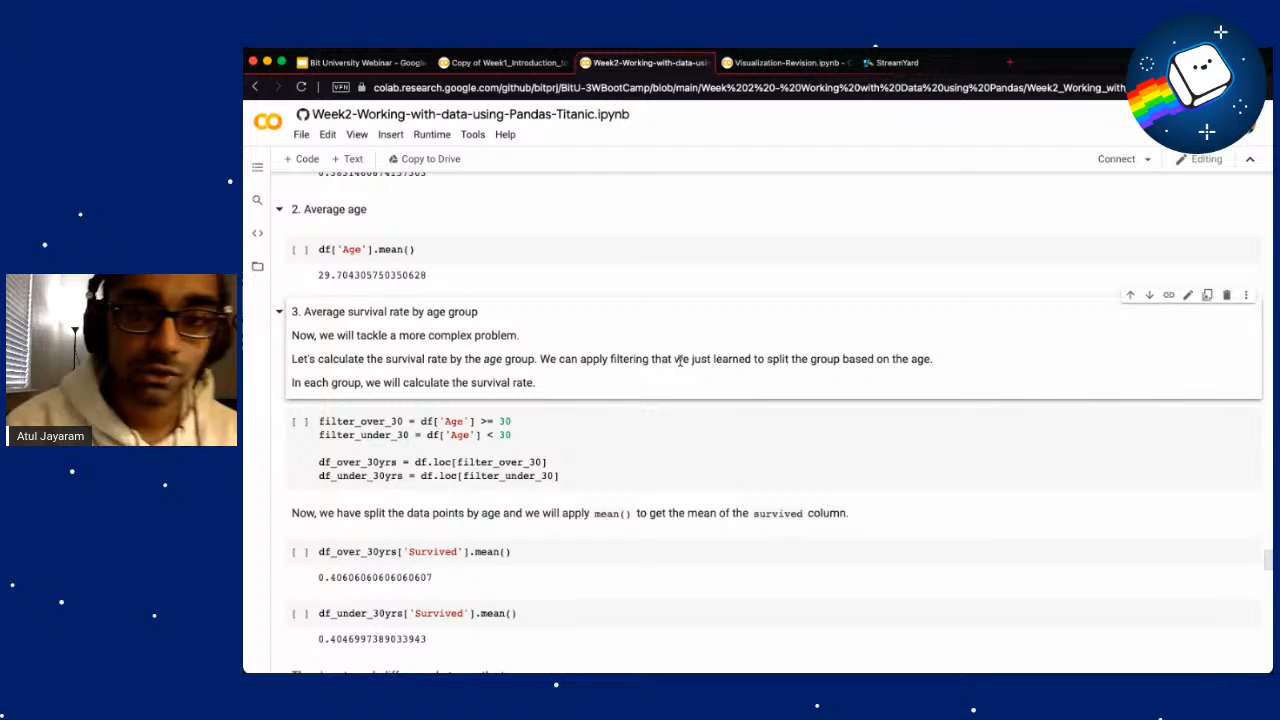 Bit University Webinar - Google
Copy of Week1_Introduction_to
Week2-Working-with-data-usin
Visualization-Revision.ipynb - C
StreamYard
VPN
colab.research.google.com/github/bitprj/BitU-3WBootCamp/blob/main/Week%202%20-%20Working%20with%20Data%20using%20Pandas/Week2_Working_with
Week2-Working-with-data-using-Pandas-Titanic.ipynb
File Edit View Insert Runtime Tools Help
+ Code + Text Copy to Drive
Connect Editing
2. Average age
[ ] df['Age'].mean()
29.704305750350628
3. Average survival rate by age group
Now, we will tackle a more complex problem.
Let's calculate the survival rate by the age group. We can apply filtering that we just learned to split the group based on the age.
In each group, we will calculate the survival rate.
[ ] filter_over_30 = df['Age'] >= 30
filter_under_30 = df['Age'] < 30
df_over_30yrs = df.loc[filter_over_30]
df_under_30yrs = df.loc[filter_under_30]
Now, we have split the data points by age and we will apply mean() to get the mean of the survived column.
[ ] df_over_30yrs['Survived'].mean()
0.40606060606060607
[ ] df_under_30yrs['Survived'].mean()
0.4046997389033943
Atul Jayaram